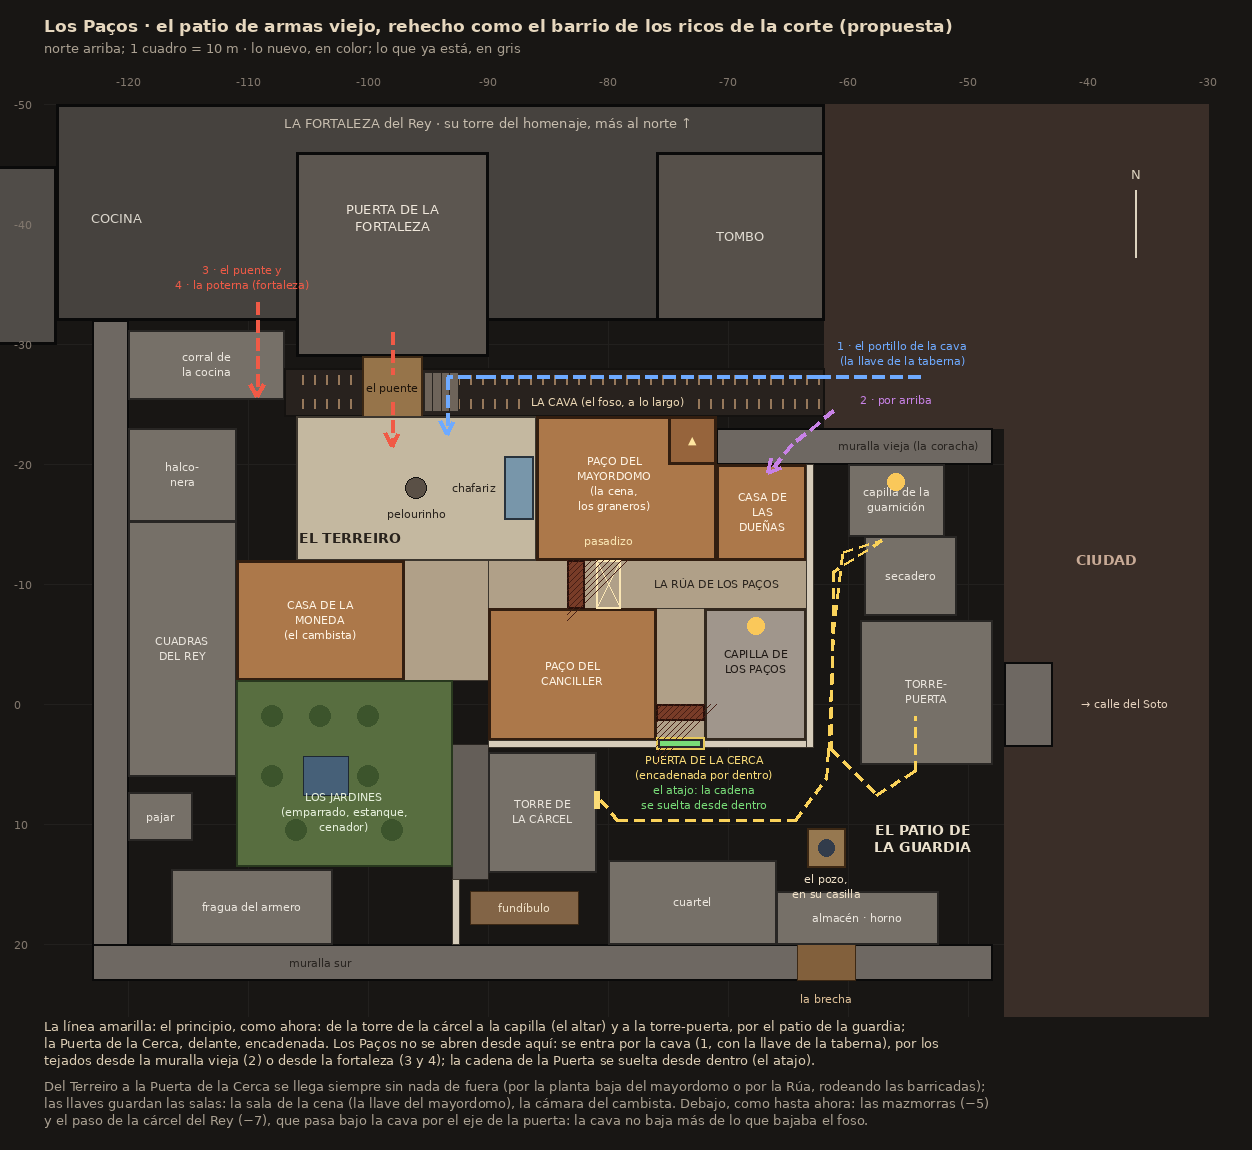 Los Paços · el patio de armas viejo, rehecho como el barrio de los ricos de la corte (propuesta)
norte arriba; 1 cuadro = 10 m · lo nuevo, en color; lo que ya está, en gris
-120
-110
-100
-90
-80
-70
-60
-50
-40
-30
-50
LA FORTALEZA del Rey · su torre del homenaje, más al norte ↑
N
-40
COCINA
PUERTA DE LA
FORTALEZA
TOMBO
3 · el puente y
4 · la poterna (fortaleza)
-30
corral de
la cocina
1 · el portillo de la cava
(la llave de la taberna)
el puente
LA CAVA (el foso, a lo largo)
2 · por arriba
muralla vieja (la coracha)
-20
halco-
nera
chafariz
pelourinho
EL TERREIRO
PAÇO DEL
MAYORDOMO
(la cena,
los graneros)
▲
pasadizo
CASA DE
LAS
DUEÑAS
capilla de la
guarnición
CIUDAD
-10
LA RÚA DE LOS PAÇOS
secadero
CASA DE LA
MONEDA
(el cambista)
CUADRAS
DEL REY
PAÇO DEL
CANCILLER
CAPILLA DE
LOS PAÇOS
TORRE-
PUERTA
0
→ calle del Soto
PUERTA DE LA CERCA
(encadenada por dentro)
el atajo: la cadena
se suelta desde dentro
LOS JARDINES
(emparrado, estanque,
cenador)
TORRE DE
LA CÁRCEL
10
pajar
EL PATIO DE
LA GUARDIA
el pozo,
en su casilla
fragua del armero
fundíbulo
cuartel
almacén · horno
20
muralla sur
la brecha
La línea amarilla: el principio, como ahora: de la torre de la cárcel a la capilla (el altar) y a la torre-puerta, por el patio de la guardia;
la Puerta de la Cerca, delante, encadenada. Los Paços no se abren desde aquí: se entra por la cava (1, con la llave de la taberna), por los
tejados desde la muralla vieja (2) o desde la fortaleza (3 y 4); la cadena de la Puerta se suelta desde dentro (el atajo).
Del Terreiro a la Puerta de la Cerca se llega siempre sin nada de fuera (por la planta baja del mayordomo o por la Rúa, rodeando las barricadas);
las llaves guardan las salas: la sala de la cena (la llave del mayordomo), la cámara del cambista. Debajo, como hasta ahora: las mazmorras (−5)
y el paso de la cárcel del Rey (−7), que pasa bajo la cava por el eje de la puerta: la cava no baja más de lo que bajaba el foso.